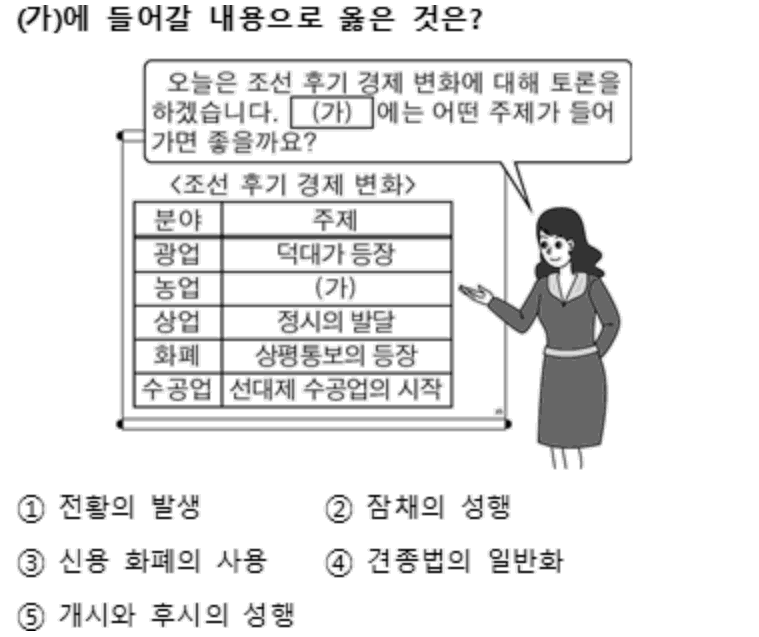 (가)에 들어갈 내용으로 옳은 것은?
오늘은 조선 후기 경제 변화에 대해 토론을
하겠습니다. (가) 에는 어떤 주제가 들어
가면 좋을까요?
<조선 후기 경제 변화>
분야 주제
광업 덕대가 등장
농업 (가)
상업 정시의 발달
화폐 상평통보의 등장
수공업 선대제 수공업의 시작
① 전황의 발생 ② 잠채의 성행
③ 신용 화폐의 사용 ④ 견종법의 일반화
⑤ 개시와 후시의 성행